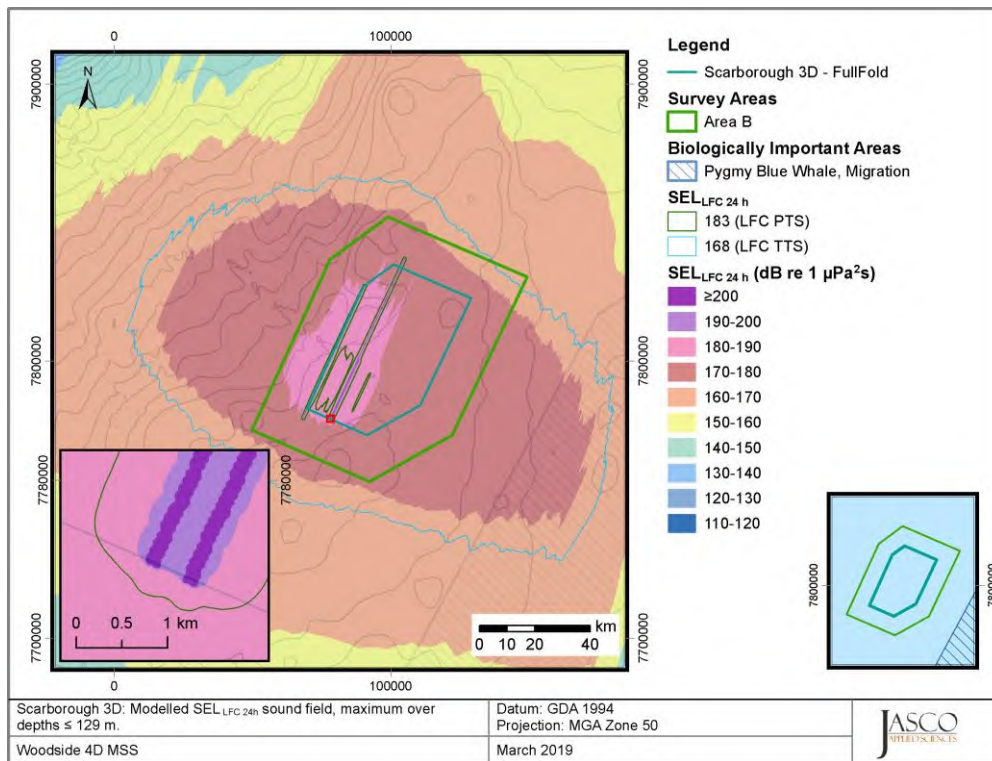 0
100000
N
7900000
7900000
7800000
7800000
7780000
7780000
7700000
7700000
0
0.5
1 km
km
0
10
20
40
0
100000
Legend
Scarborough 3D - FullFold
Survey Areas
Area B
Biologically Important Areas
Pygmy Blue Whale, Migration
SEL LFC 24 h
183 (LFC PTS)
168 (LFC TTS)
SEL LFC 24 h (dB re 1 µPa²s)
≥200
190-200
180-190
170-180
160-170
150-160
140-150
130-140
120-130
110-120
7800000
7800000
Scarborough 3D: Modelled SEL LFC 24h sound field, maximum over
depths ≤ 129 m.
Woodside 4D MSS
Datum: GDA 1994
Projection: MGA Zone 50
March 2019
JASCO
APPLIED SCIENCES